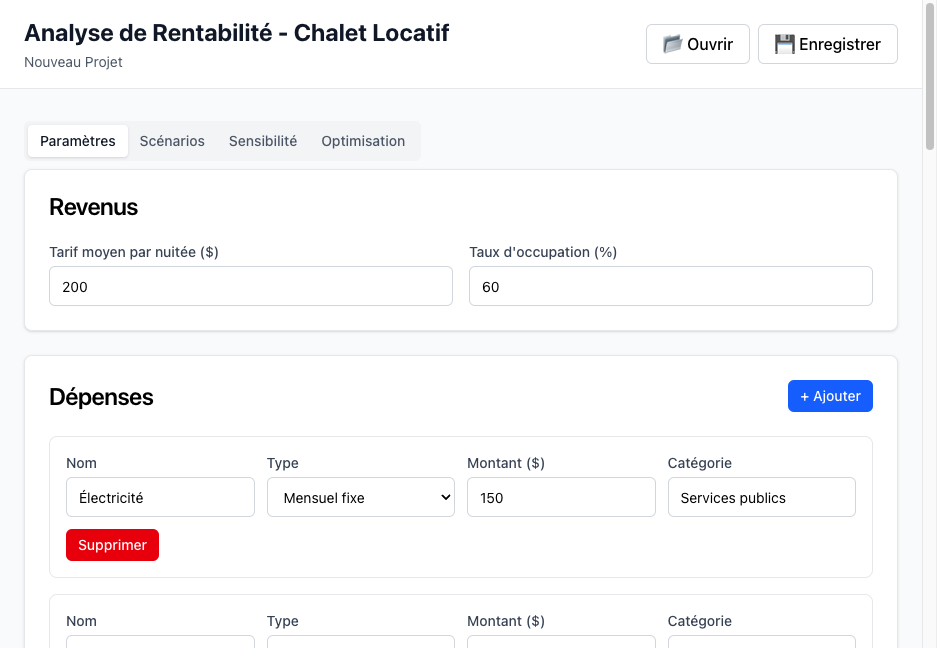 Analyse de Rentabilité - Chalet Locatif
Nouveau Projet
Ouvrir
Enregistrer
Paramètres Scénarios Sensibilité Optimisation
Revenus
Tarif moyen par nuitée ($) Taux d'occupation (%)
200 60
Dépenses
+ Ajouter
Nom Type Montant ($) Catégorie
Électricité Mensuel fixe 150 Services publics
Supprimer
Nom Type Montant ($) Catégorie